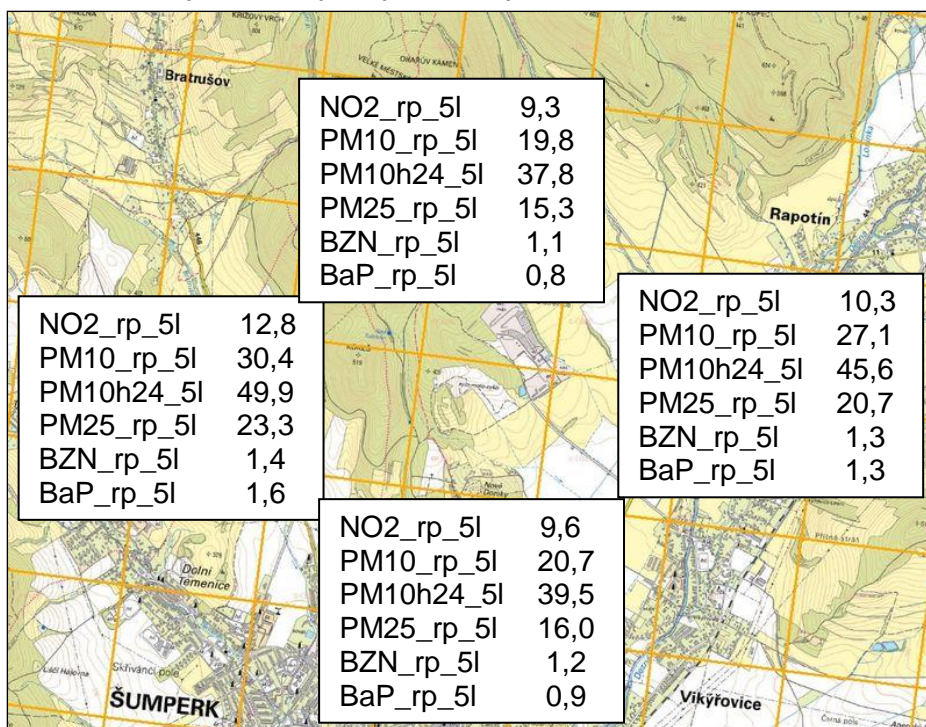 KŘÍŽOVÝ VRCH
Bratrušov
NO2_rp_5l 9,3
PM10_rp_5l 19,8
PM10h24_5l 37,8
PM25_rp_5l 15,3
BZN_rp_5l 1,1
BaP_rp_5l 0,8
Rapotín
NO2_rp_5l 12,8
PM10_rp_5l 30,4
PM10h24_5l 49,9
PM25_rp_5l 23,3
BZN_rp_5l 1,4
BaP_rp_5l 1,6
NO2_rp_5l 10,3
PM10_rp_5l 27,1
PM10h24_5l 45,6
PM25_rp_5l 20,7
BZN_rp_5l 1,3
BaP_rp_5l 1,3
NO2_rp_5l 9,6
PM10_rp_5l 20,7
PM10h24_5l 39,5
PM25_rp_5l 16,0
BZN_rp_5l 1,2
BaP_rp_5l 0,9
Dolní
Temenice
Skřivánčí pole
ŠUMPERK
Vikýřovice